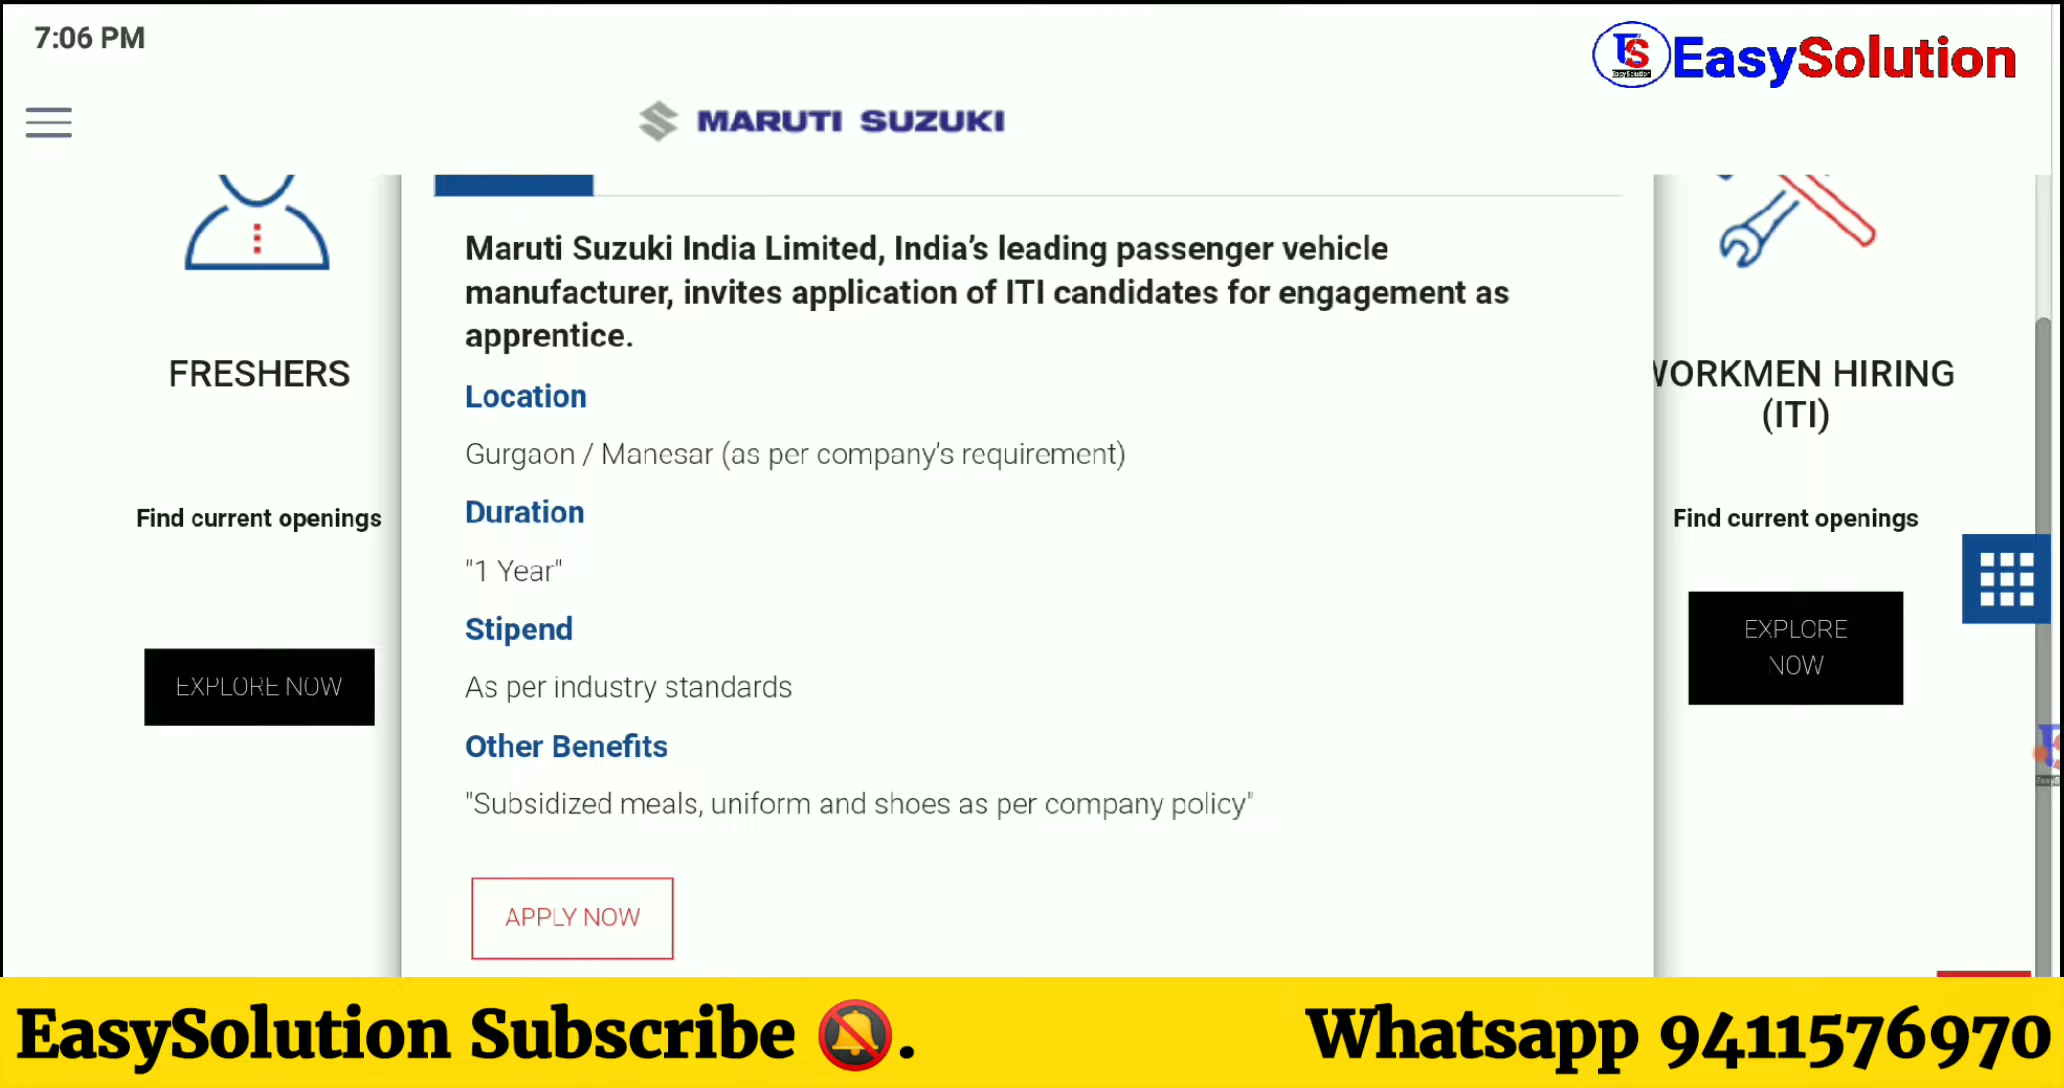 7:06 PM
EasySolution
MARUTI SUZUKI
Maruti Suzuki India Limited, India's leading passenger vehicle
manufacturer, invites application of ITI candidates for engagement as
apprentice.
Location
Gurgaon / Manesar (as per company's requirement)
Duration
"1 Year"
Stipend
As per industry standards
Other Benefits
"Subsidized meals, uniform and shoes as per company policy"
APPLY NOW
FRESHERS
Find current openings
EXPLORE NOW
WORKMEN HIRING
(ITI)
Find current openings
EXPLORE
NOW
EasySolution Subscribe 🔕.
Whatsapp 9411576970